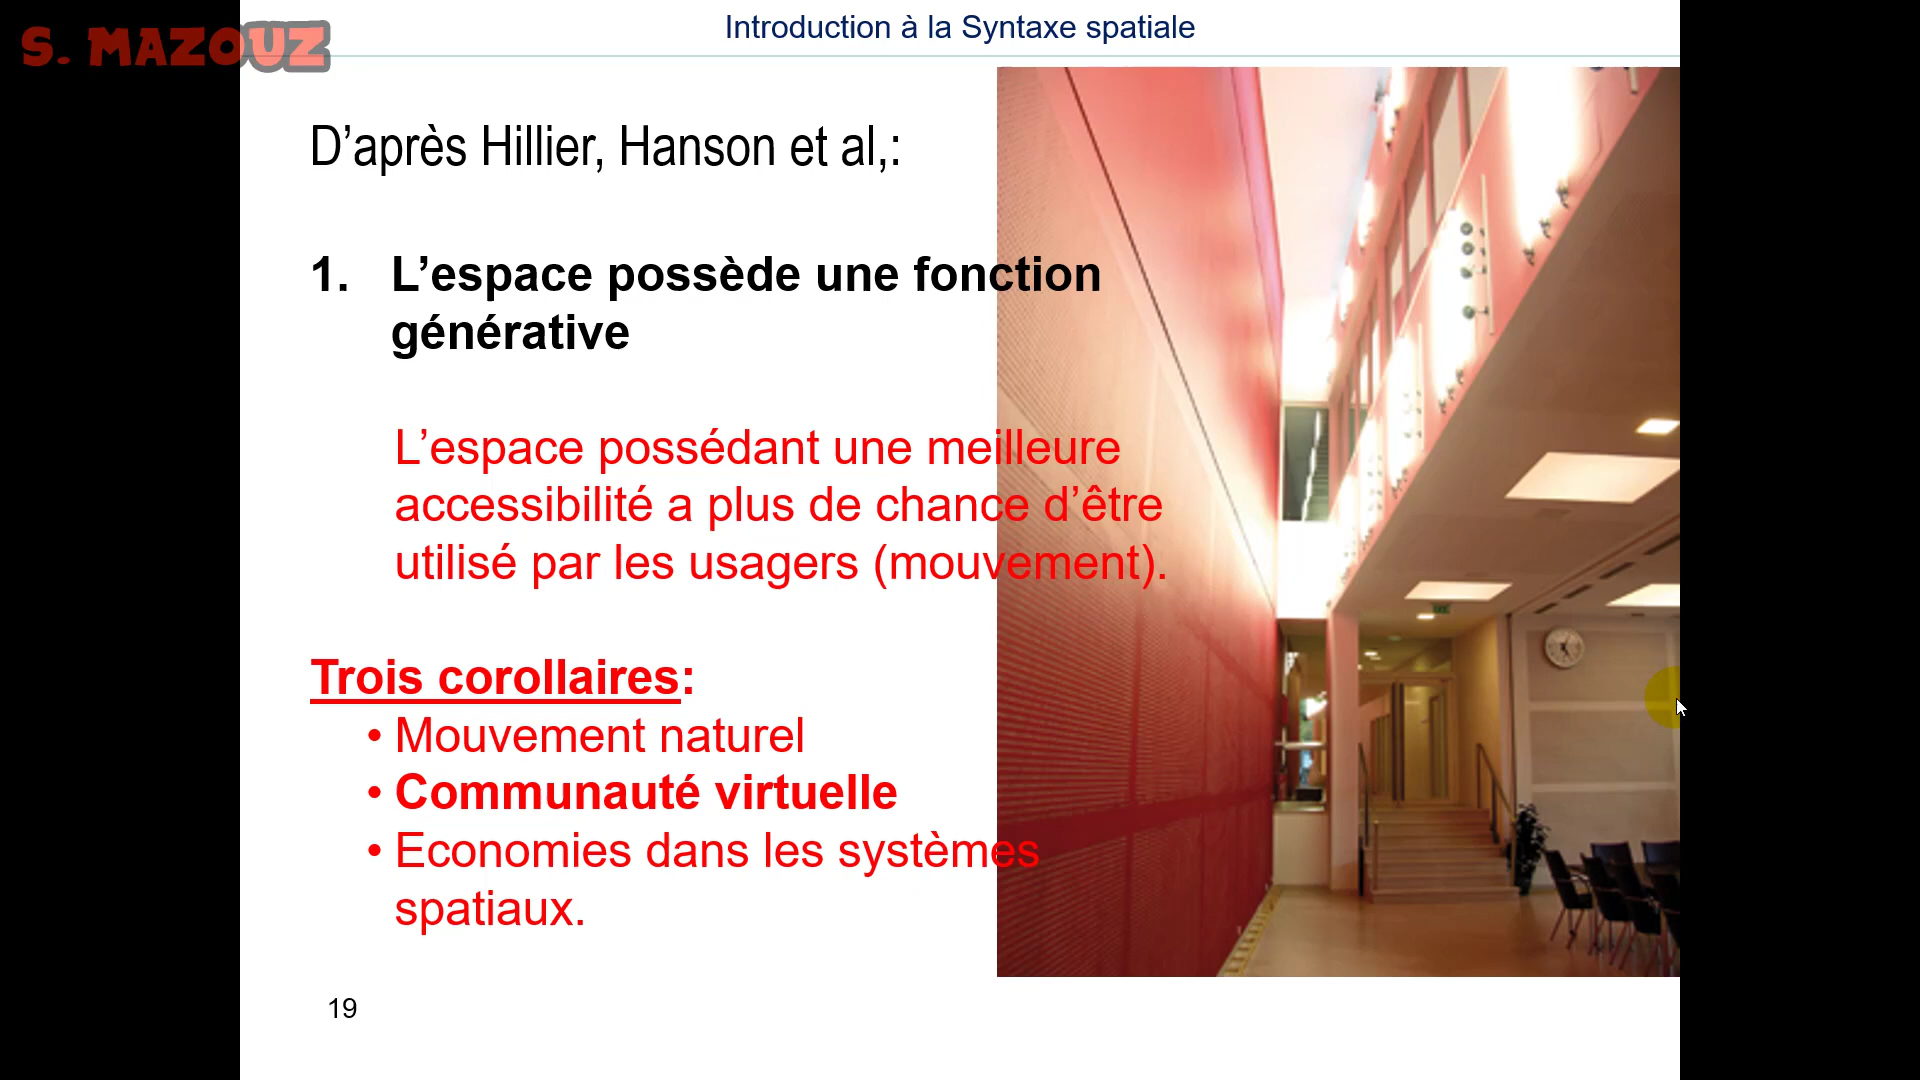 S. MAZOUZ
Introduction à la Syntaxe spatiale
D’après Hillier, Hanson et al,:
1. L’espace possède une fonction
générative
L’espace possédant une meilleure
accessibilité a plus de chance d’être
utilisé par les usagers (mouvement).
Trois corollaires:
• Mouvement naturel
• Communauté virtuelle
• Economies dans les systèmes
spatiaux.
19